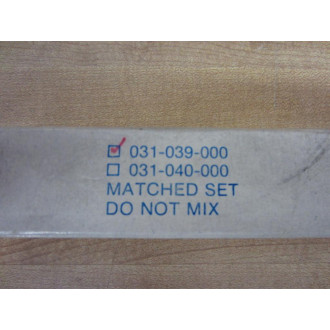 ☑ 031-039-000
☐ 031-040-000
MATCHED SET
DO NOT MIX